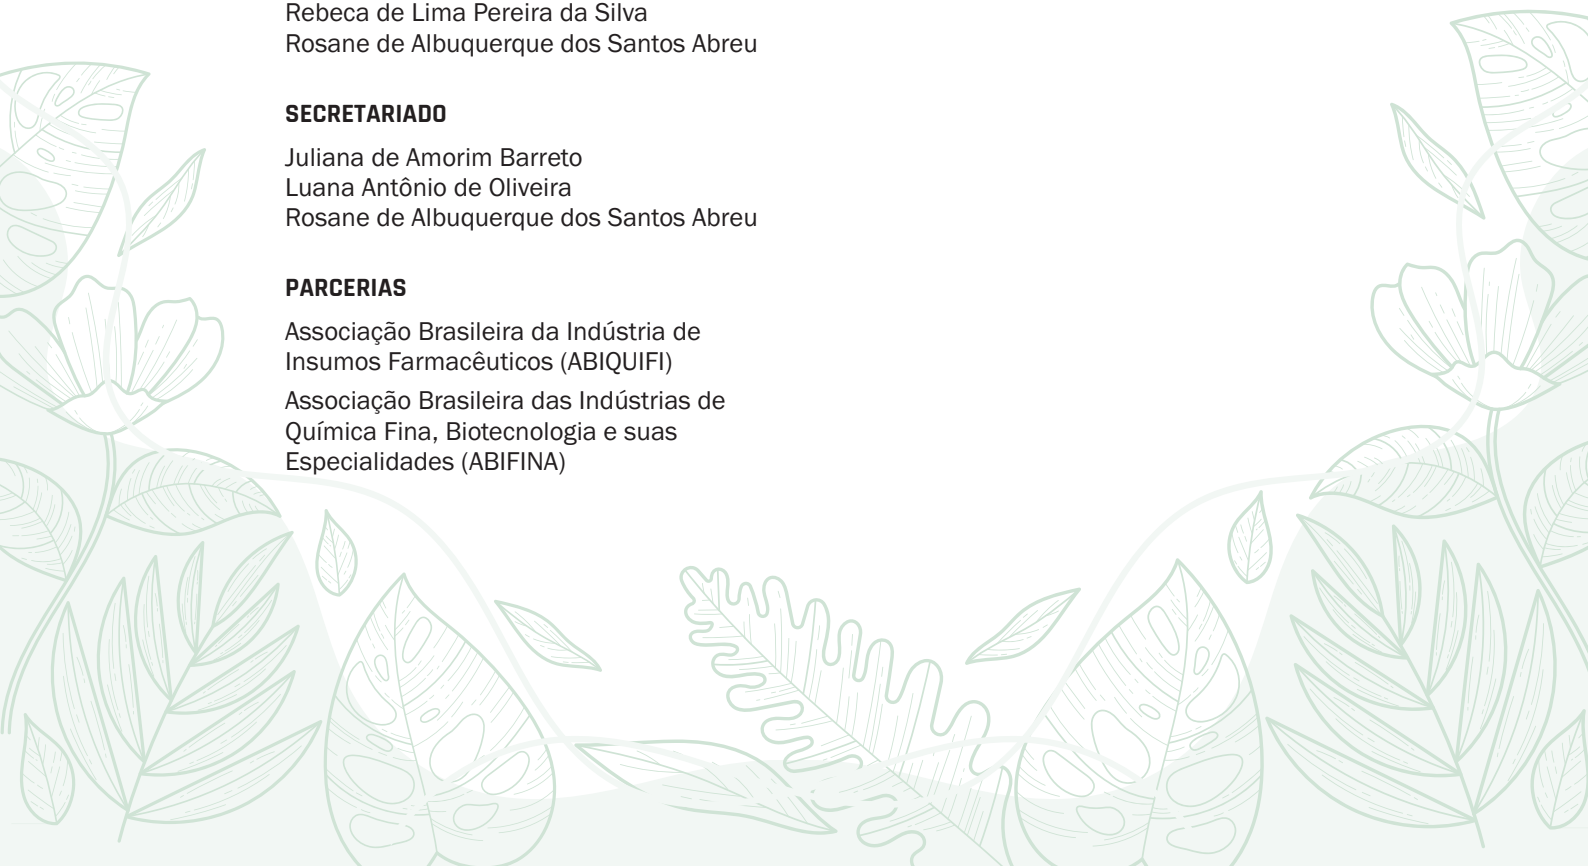 Rebeca de Lima Pereira da Silva
Rosane de Albuquerque dos Santos Abreu
SECRETARIADO
Juliana de Amorim Barreto
Luana Antônio de Oliveira
Rosane de Albuquerque dos Santos Abreu
PARCERIAS
Associação Brasileira da Indústria de
Insumos Farmacêuticos (ABIQUIFI)
Associação Brasileira das Indústrias de
Química Fina, Biotecnologia e suas
Especialidades (ABIFINA)